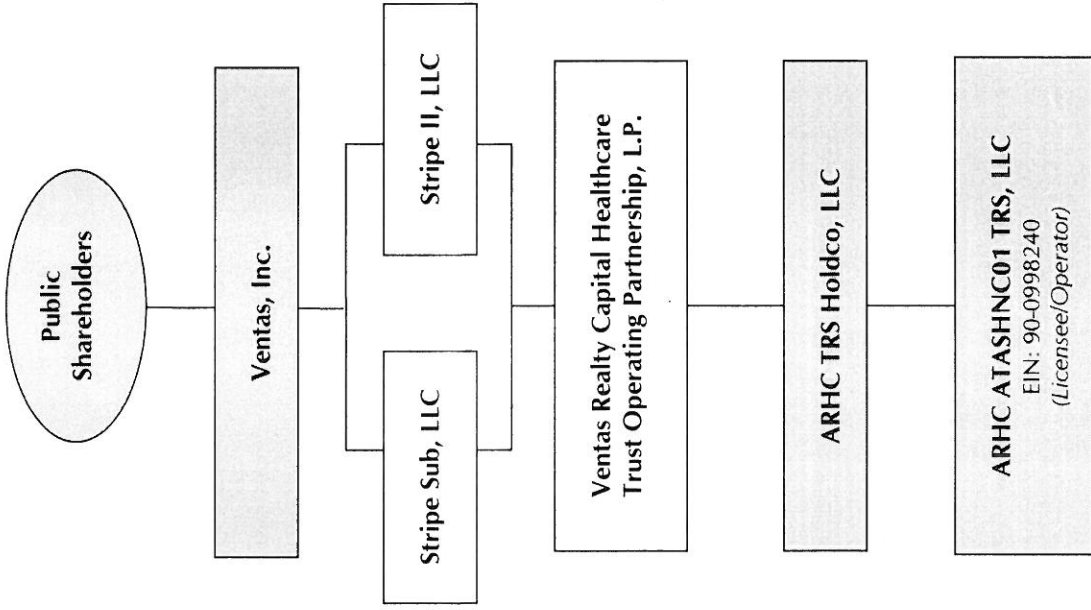 Public
Shareholders
Ventas, Inc.
Stripe Sub, LLC
Stripe II, LLC
Ventas Realty Capital Healthcare
Trust Operating Partnership, L.P.
ARHC TRS Holdco, LLC
ARHC ATASHNC01 TRS, LLC
EIN: 90-0998240
(Licensee/Operator)